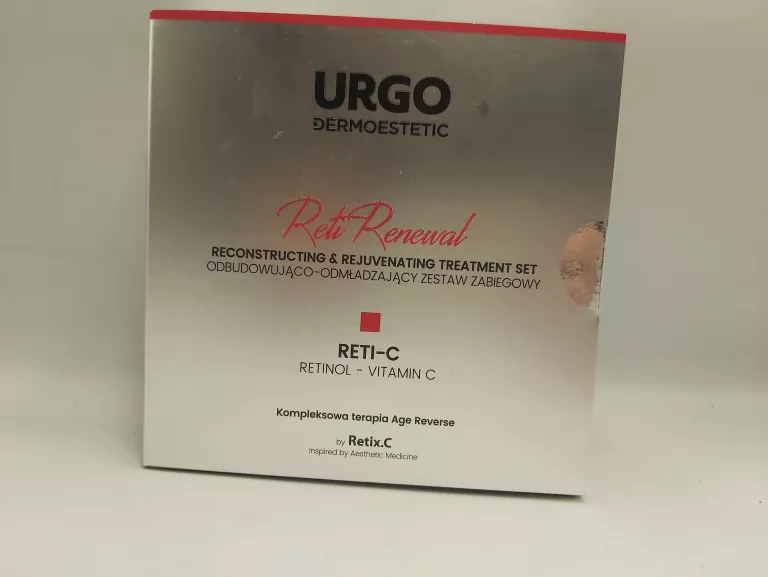 URGO
DERMOESTETIC
Reti Renewal
RECONSTRUCTING & REJUVENATING TREATMENT SET
ODBUDOWUJĄCO-ODMŁADZAJĄCY ZESTAW ZABIEGOWY
RETI-C
RETINOL - VITAMIN C
Kompleksowa terapia Age Reverse
by Retix.C
Inspired by Aesthetic Medicine